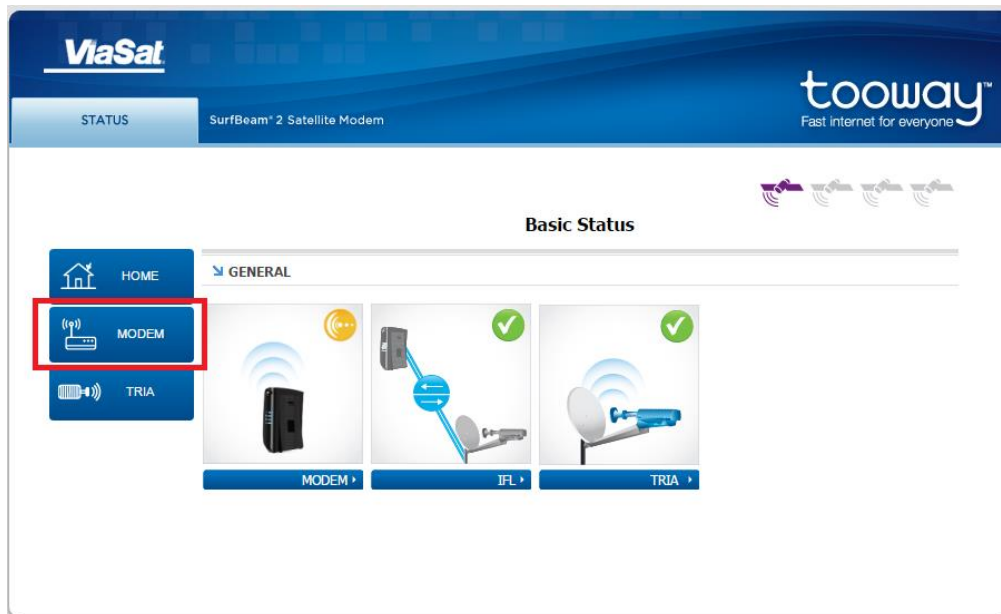 ViaSat
tooway™
Fast internet for everyone
STATUS
SurfBeam® 2 Satellite Modem
Basic Status
HOME
GENERAL
MODEM
TRIA
MODEM
IFL
TRIA